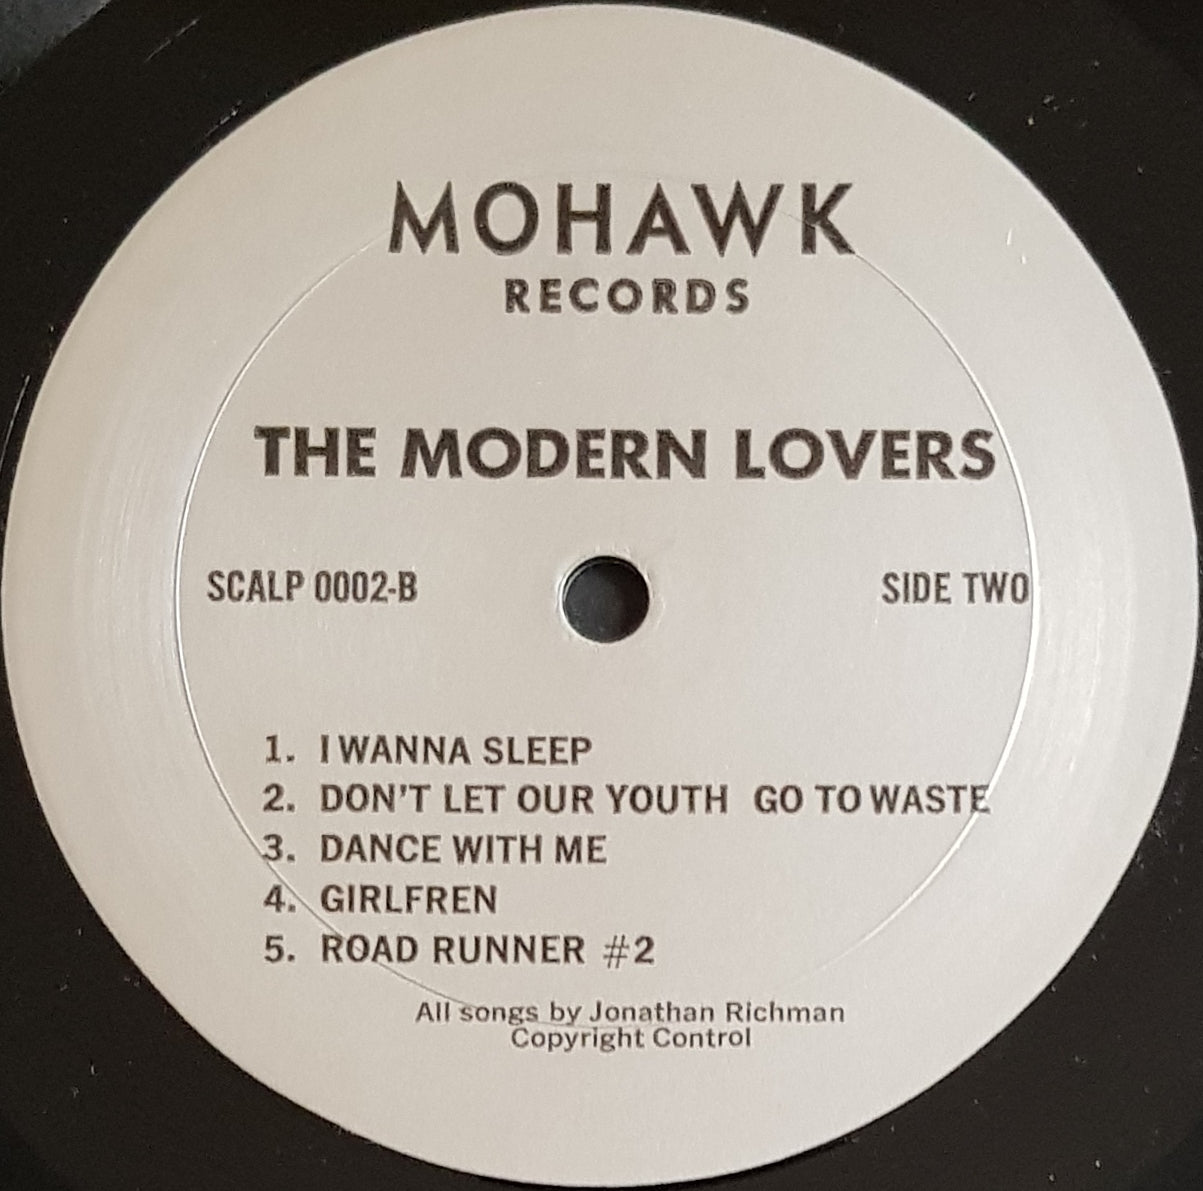 MOHAWK
RECORDS
THE MODERN LOVERS
SCALP 0002-B
SIDE TWO
1. I WANNA SLEEP
2. DON'T LET OUR YOUTH GO TO WASTE
3. DANCE WITH ME
4. GIRLFREN
5. ROAD RUNNER #2
All songs by Jonathan Richman
Copyright Control